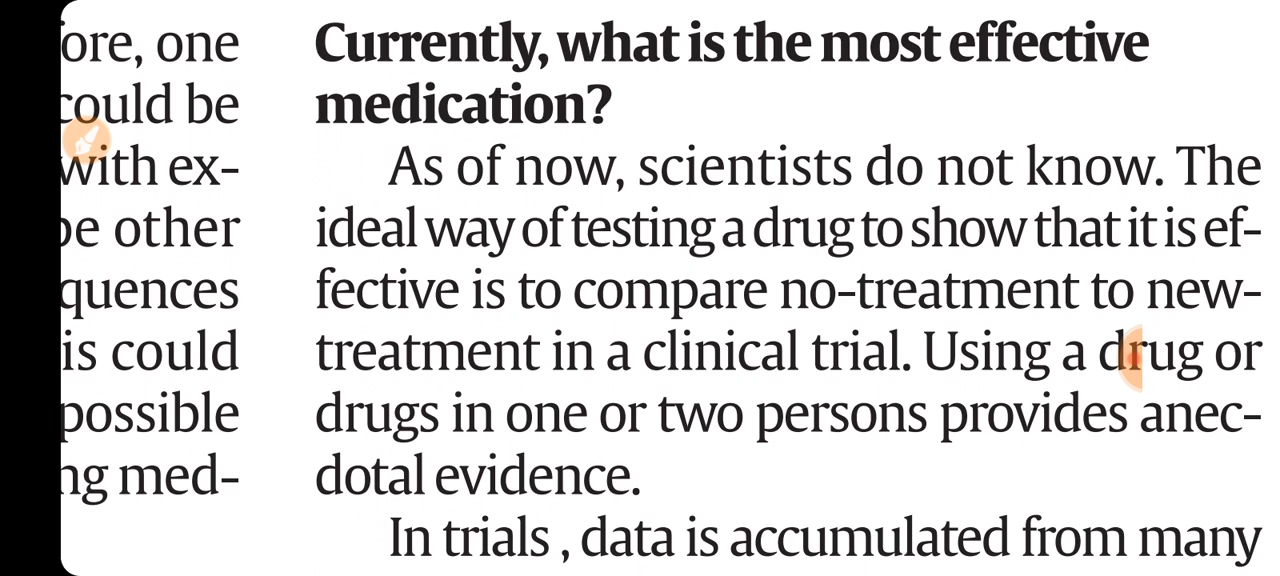 ore, one
could be
with ex-
be other
quences
is could
possible
ng med-
Currently, what is the most effective
medication?
As of now, scientists do not know. The
ideal way of testing a drug to show that it is ef-
fective is to compare no-treatment to new-
treatment in a clinical trial. Using a drug or
drugs in one or two persons provides anec-
dotal evidence.
In trials , data is accumulated from many